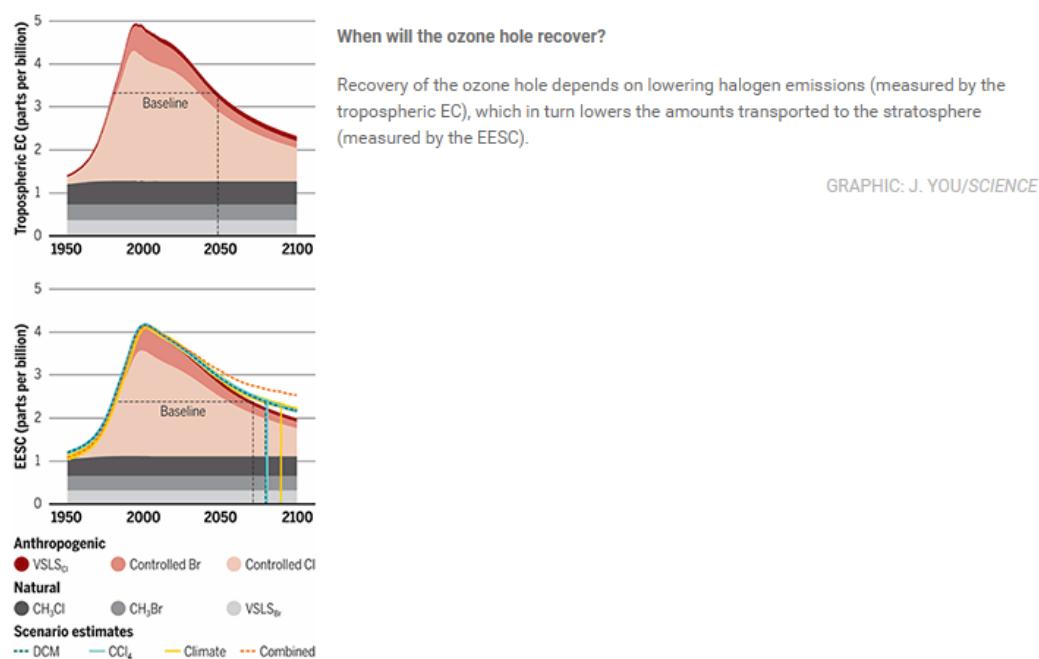 When will the ozone hole recover?
Recovery of the ozone hole depends on lowering halogen emissions (measured by the
tropospheric EC), which in turn lowers the amounts transported to the stratosphere
(measured by the EESC).
GRAPHIC: J. YOU/SCIENCE
Tropospheric EC (parts per billion)
5
4
3
2
1
0
Baseline
1950 2000 2050 2100
EESC (parts per billion)
5
4
3
2
1
0
Baseline
1950 2000 2050 2100
Anthropogenic
VSLSCl Controlled Br Controlled Cl
Natural
CH3Cl CH3Br VSLSBr
Scenario estimates
DCM CCl4 Climate Combined